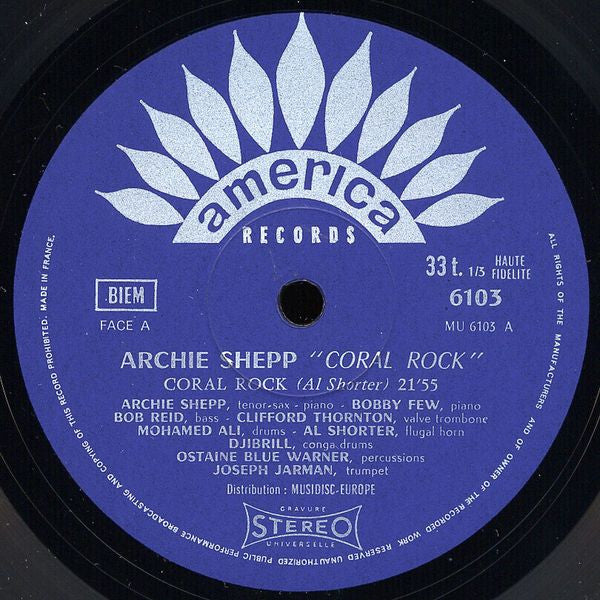 america
RECORDS
33 t. 1/3 HAUTE FIDELITE
BIEM
6103
FACE A
MU 6103 A
ARCHIE SHEPP "CORAL ROCK"
CORAL ROCK (Al Shorter) 21'55
ARCHIE SHEPP, tenor-sax - piano - BOBBY FEW, piano
BOB REID, bass - CLIFFORD THORNTON, valve trombone
MOHAMED ALI, drums - AL SHORTER, flugal horn
DJIBRILL, conga.drums
OSTAINE BLUE WARNER, percussions
JOSEPH JARMAN, trumpet
Distribution : MUSIDISC-EUROPE
GRAVURE
STEREO
UNIVERSELLE
ALL RIGHTS OF THE MANUFACTURERS AND OF OWNER OF THE RECORDED WORK RESERVED UNAUTHORIZED PUBLIC PERFORMANCE BROADCASTING AND COPYING OF THIS RECORD PROHIBITED. MADE IN FRANCE.